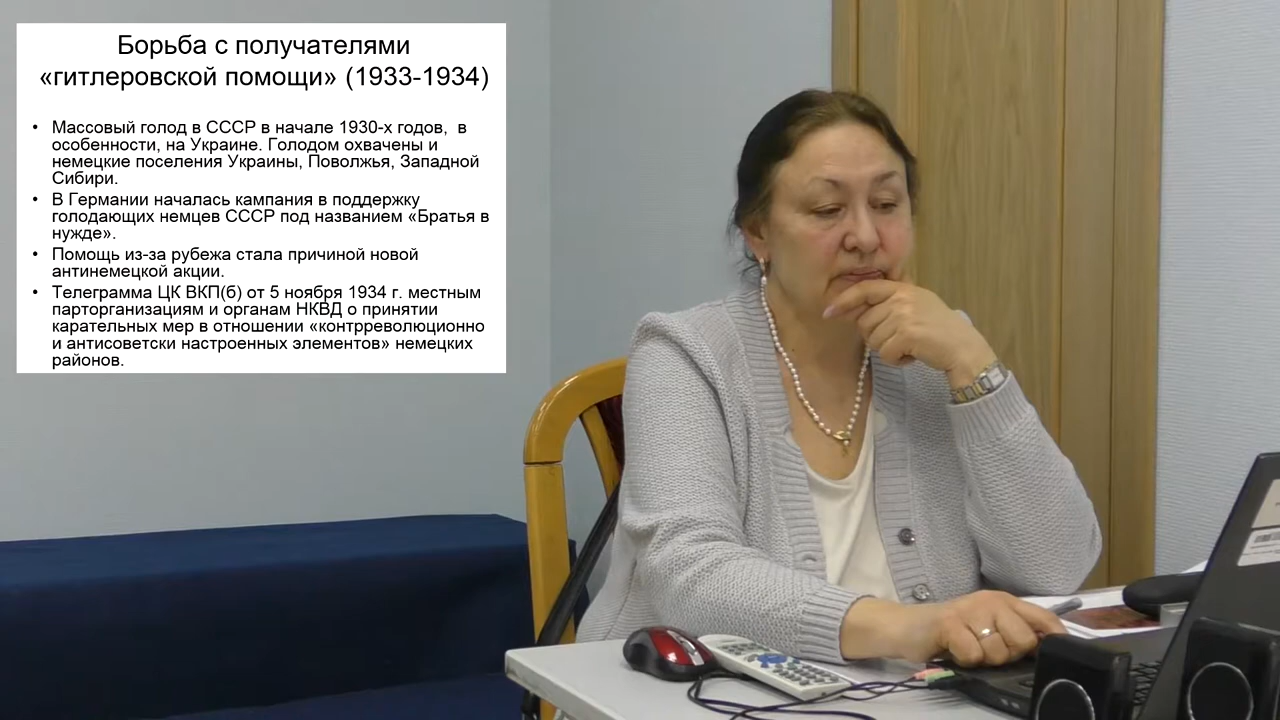 Борьба с получателями
«гитлеровской помощи» (1933-1934)
• Массовый голод в СССР в начале 1930-х годов, в
особенности, на Украине. Голодом охвачены и
немецкие поселения Украины, Поволжья, Западной
Сибири.
• В Германии началась кампания в поддержку
голодающих немцев СССР под названием «Братья в
нужде».
• Помощь из-за рубежа стала причиной новой
антинемецкой акции.
• Телеграмма ЦК ВКП(б) от 5 ноября 1934 г. местным
парторганизациям и органам НКВД о принятии
карательных мер в отношении «контрреволюционно
и антисоветски настроенных элементов» немецких
районов.